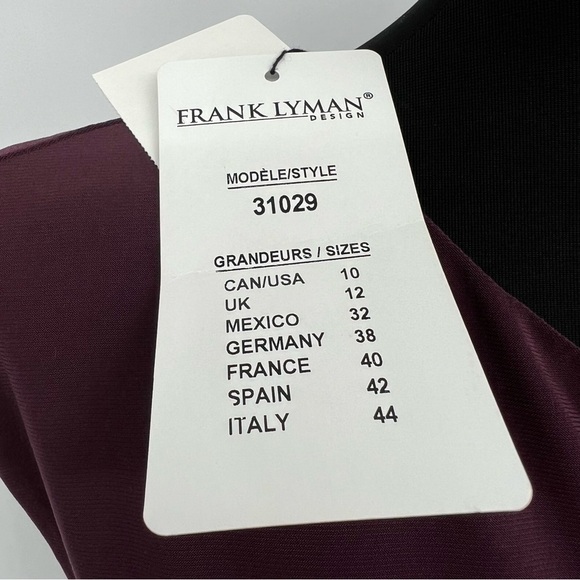 FRANK LYMAN®
DESIGN
MODÈLE/STYLE
31029
GRANDEURS / SIZES
CAN/USA 10
UK 12
MEXICO 32
GERMANY 38
FRANCE 40
SPAIN 42
ITALY 44